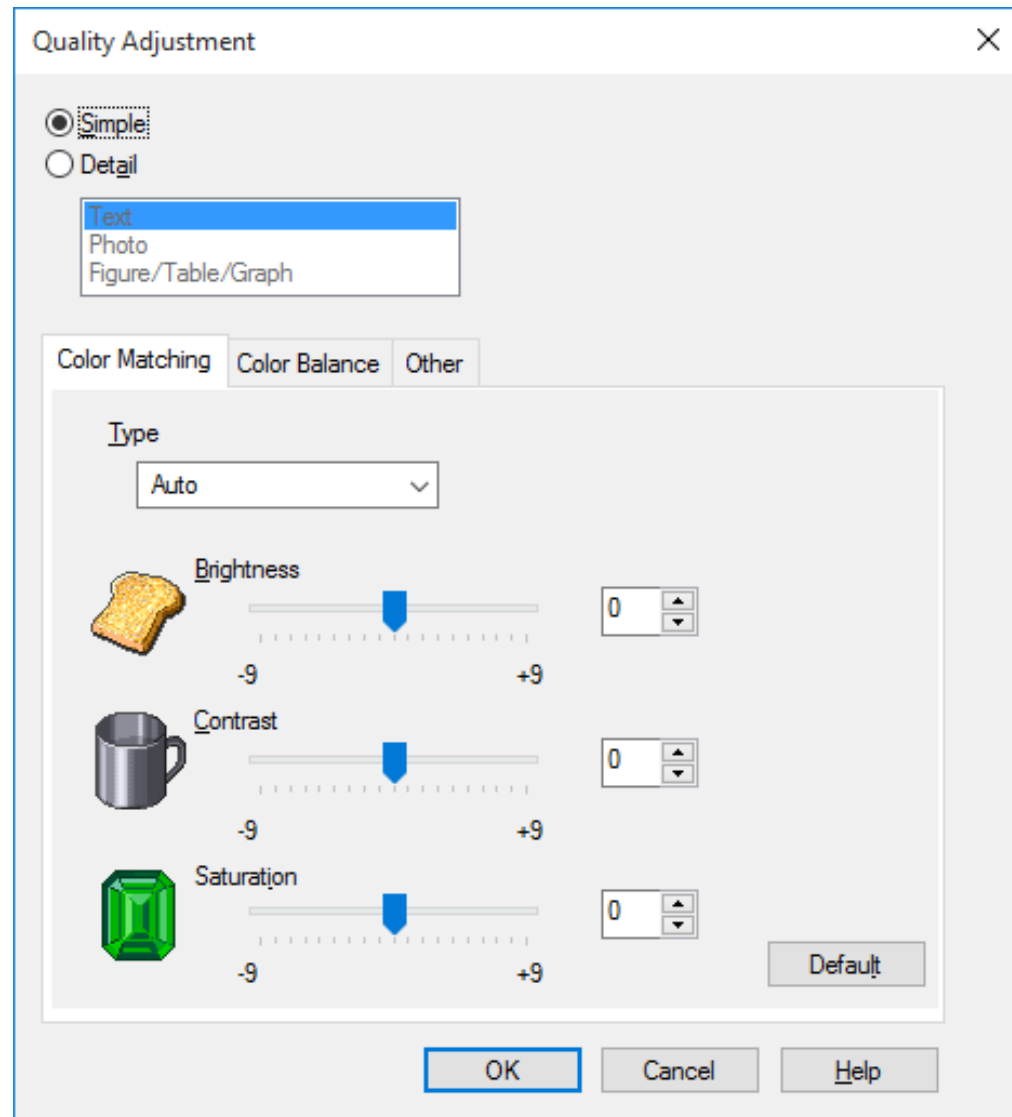 Quality Adjustment
Simple
Detail
Text
Photo
Figure/Table/Graph
Color Matching Color Balance Other
Type
Auto
Brightness
0
-9 +9
Contrast
0
-9 +9
Saturation
0
-9 +9
Default
OK Cancel Help